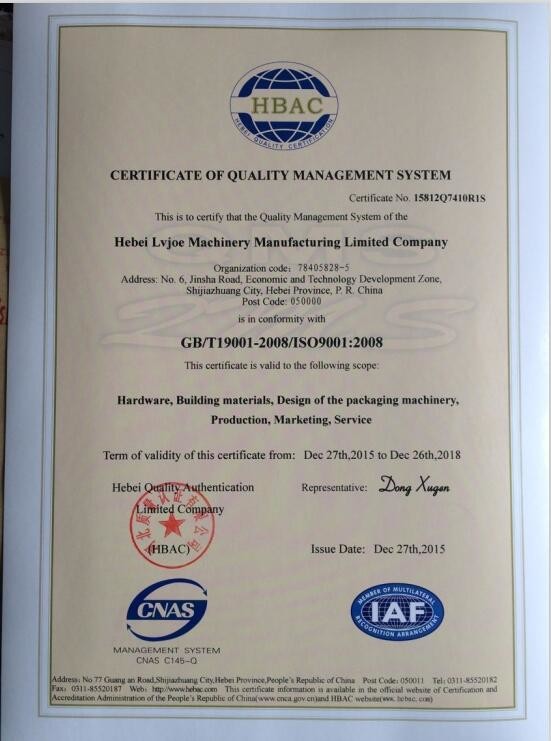 HBAC
HEBEI QUALITY CERTIFICATION
CERTIFICATE OF QUALITY MANAGEMENT SYSTEM
Certificate No. 15812Q7410R1S
This is to certify that the Quality Management System of the
Hebei Lvjoe Machinery Manufacturing Limited Company
Organization code: 78405828-5
Address: No. 6, Jinsha Road, Economic and Technology Development Zone,
Shijiazhuang City, Hebei Province, P. R. China
Post Code: 050000
is in conformity with
GB/T19001-2008/ISO9001:2008
This certificate is valid to the following scope:
Hardware, Building materials, Design of the packaging machinery,
Production, Marketing, Service
Term of validity of this certificate from: Dec 27th,2015 to Dec 26th,2018
Hebei Quality Authentication
Limited Company
(HBAC)
Representative: Dong Xugen
Issue Date: Dec 27th,2015
CNAS
MANAGEMENT SYSTEM
CNAS C145-Q
MEMBER OF MULTILATERAL
IAF
RECOGNITION ARRANGEMENT
Address: No.77 Guang an Road,Shijiazhuang City,Hebei Province,People's Republic of China Post Code: 050011 Tel: 0311-85520182
Fax: 0311-85520187 Web: http://www.hebac.com This certificate information is available in the official website of Certification and
Accreditation Administration of the People's Republic of China(www.cnca.gov.cn)and HBAC website(www.hebac.com)